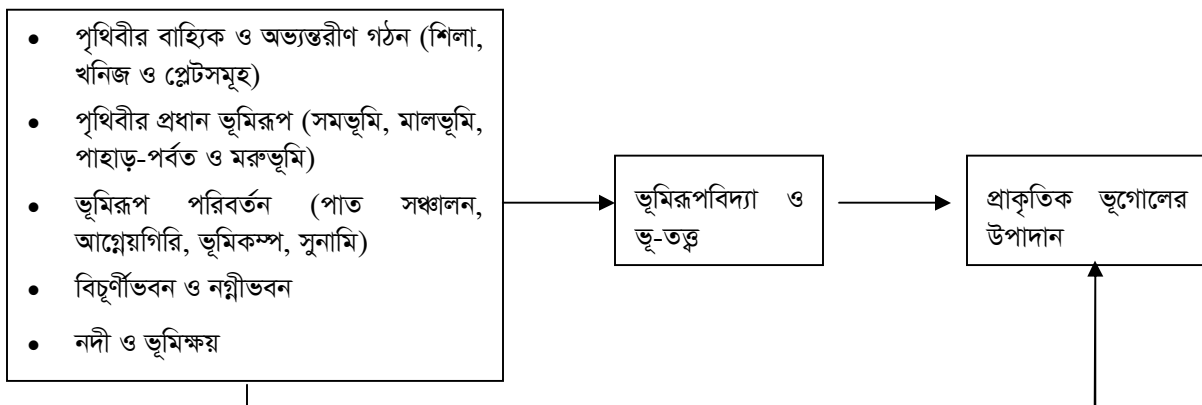 • পৃথিবীর বাহ্যিক ও অভ্যন্তরীণ গঠন (শিলা,
খনিজ ও প্লেটসমূহ)
• পৃথিবীর প্রধান ভূমিরূপ (সমভূমি, মালভূমি,
পাহাড়-পর্বত ও মরুভূমি)
• ভূমিরূপ পরিবর্তন (পাত সঞ্চালন,
আগ্নেয়গিরি, ভূমিকম্প, সুনামি)
• বিচূর্ণীভবন ও নগ্নীভবন
• নদী ও ভূমিক্ষয়
ভূমিরূপবিদ্যা ও
ভূ-তত্ত্ব
প্রাকৃতিক ভূগোলের
উপাদান